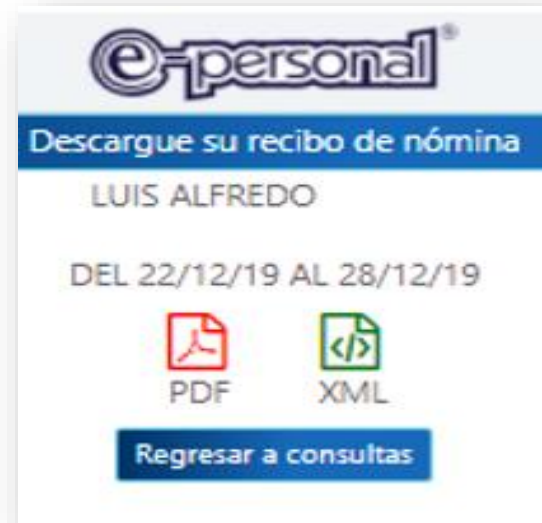 e-personal®
Descargue su recibo de nómina
LUIS ALFREDO
DEL 22/12/19 AL 28/12/19
PDF XML
Regresar a consultas